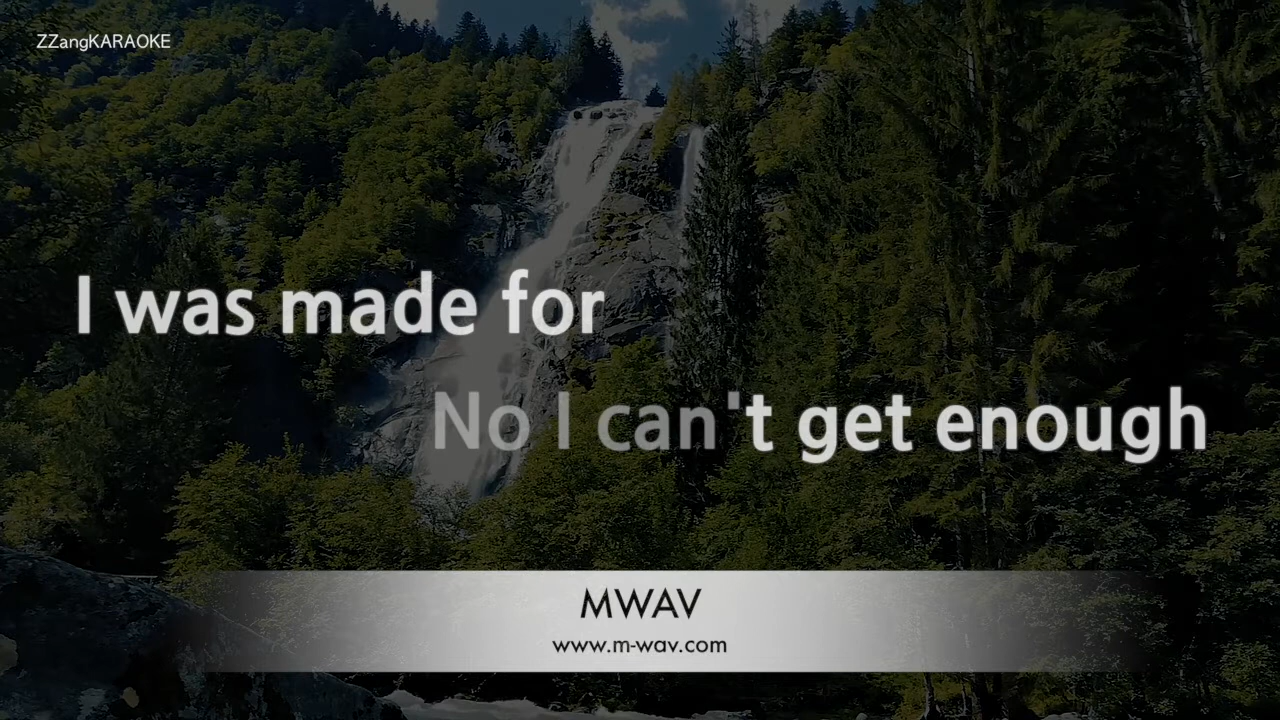 ZZangKARAOKE
I was made for
No I can't get enough
MWAV
www.m-wav.com